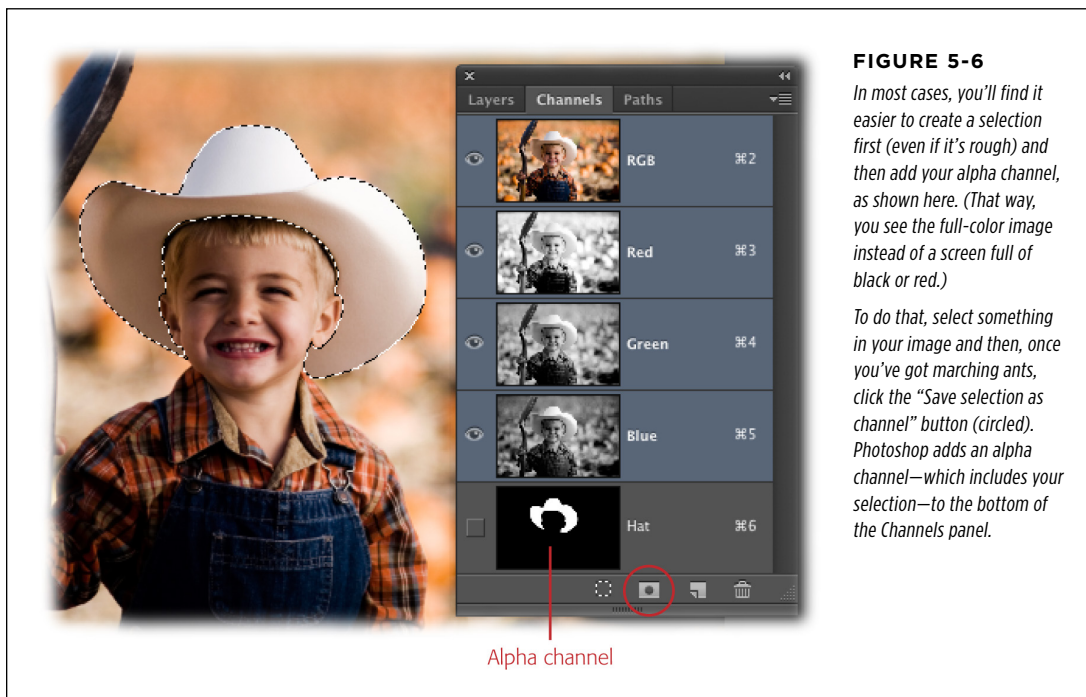 Layers Channels Paths
RGB ⌘2
Red ⌘3
Green ⌘4
Blue ⌘5
Hat ⌘6
Alpha channel
FIGURE 5-6
In most cases, you’ll find it
easier to create a selection
first (even if it’s rough) and
then add your alpha channel,
as shown here. (That way,
you see the full-color image
instead of a screen full of
black or red.)
To do that, select something
in your image and then, once
you’ve got marching ants,
click the “Save selection as
channel” button (circled).
Photoshop adds an alpha
channel—which includes your
selection—to the bottom of
the Channels panel.